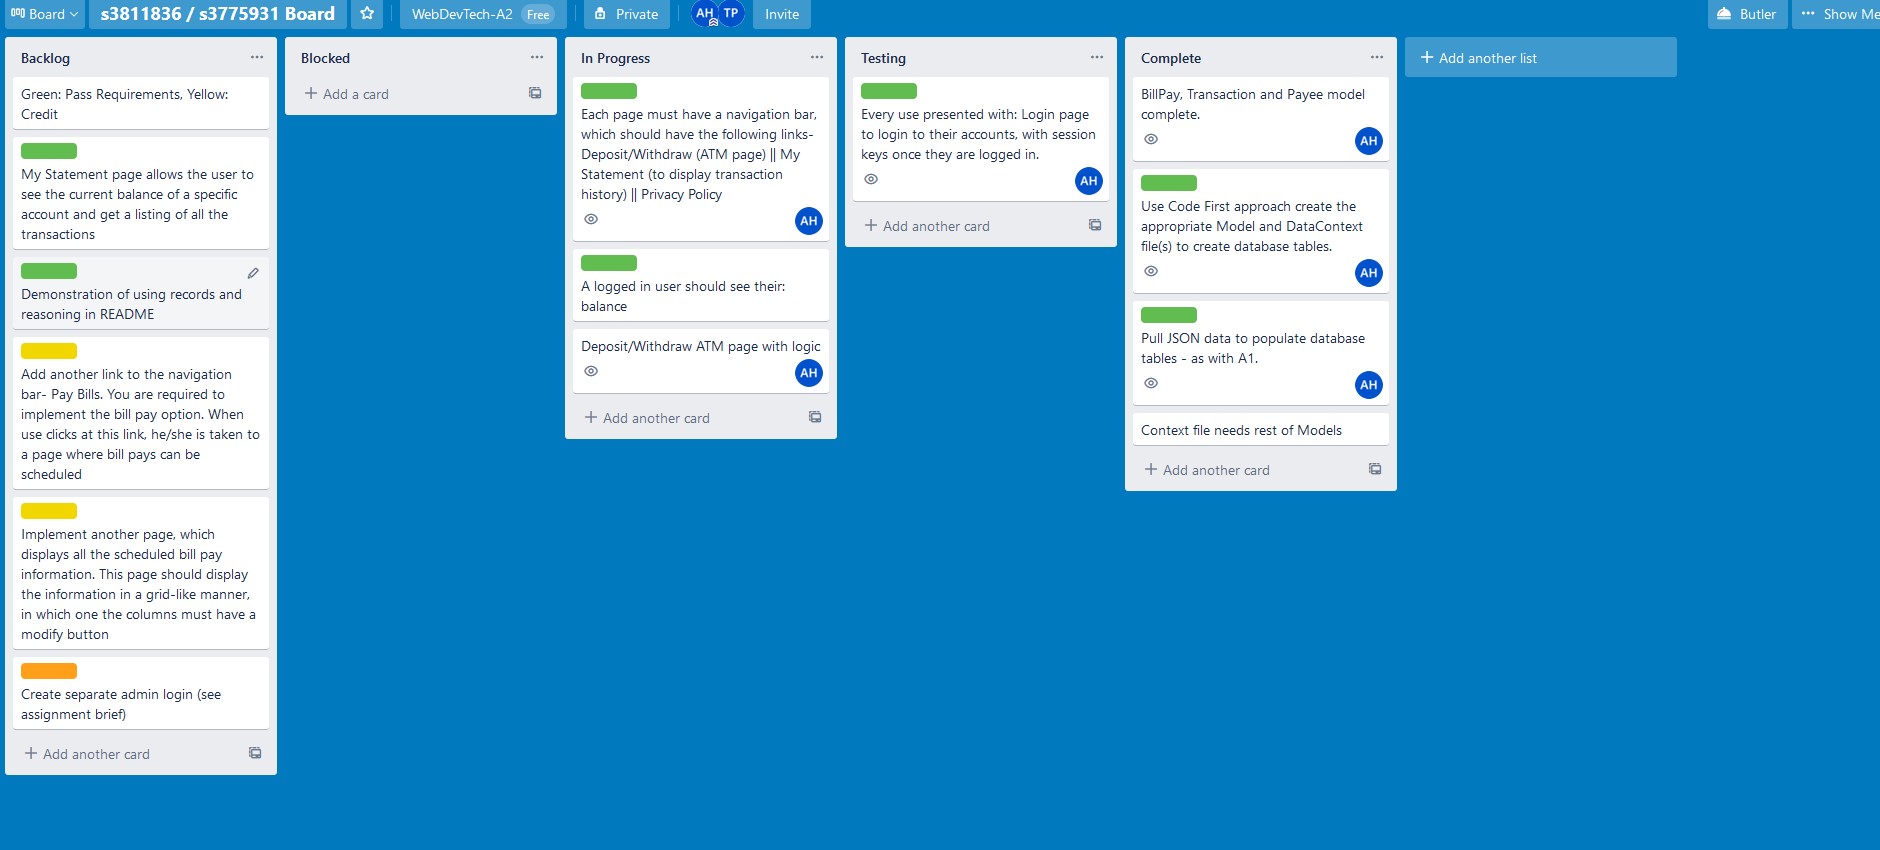 Board
s3811836 / s3775931 Board
WebDevTech-A2 Free
Private
AH TP
Invite
Butler
Show Me
Backlog
Green: Pass Requirements, Yellow:
Credit
My Statement page allows the user to
see the current balance of a specific
account and get a listing of all the
transactions
Demonstration of using records and
reasoning in README
Add another link to the navigation
bar- Pay Bills. You are required to
implement the bill pay option. When
use clicks at this link, he/she is taken to
a page where bill pays can be
scheduled
Implement another page, which
displays all the scheduled bill pay
information. This page should display
the information in a grid-like manner,
in which one the columns must have a
modify button
Create separate admin login (see
assignment brief)
+ Add another card
Blocked
+ Add a card
In Progress
Each page must have a navigation bar,
which should have the following links-
Deposit/Withdraw (ATM page) || My
Statement (to display transaction
history) || Privacy Policy
AH
A logged in user should see their:
balance
Deposit/Withdraw ATM page with logic
AH
+ Add another card
Testing
Every use presented with: Login page
to login to their accounts, with session
keys once they are logged in.
AH
+ Add another card
Complete
BillPay, Transaction and Payee model
complete.
AH
Use Code First approach create the
appropriate Model and DataContext
file(s) to create database tables.
AH
Pull JSON data to populate database
tables - as with A1.
AH
Context file needs rest of Models
+ Add another card
+ Add another list